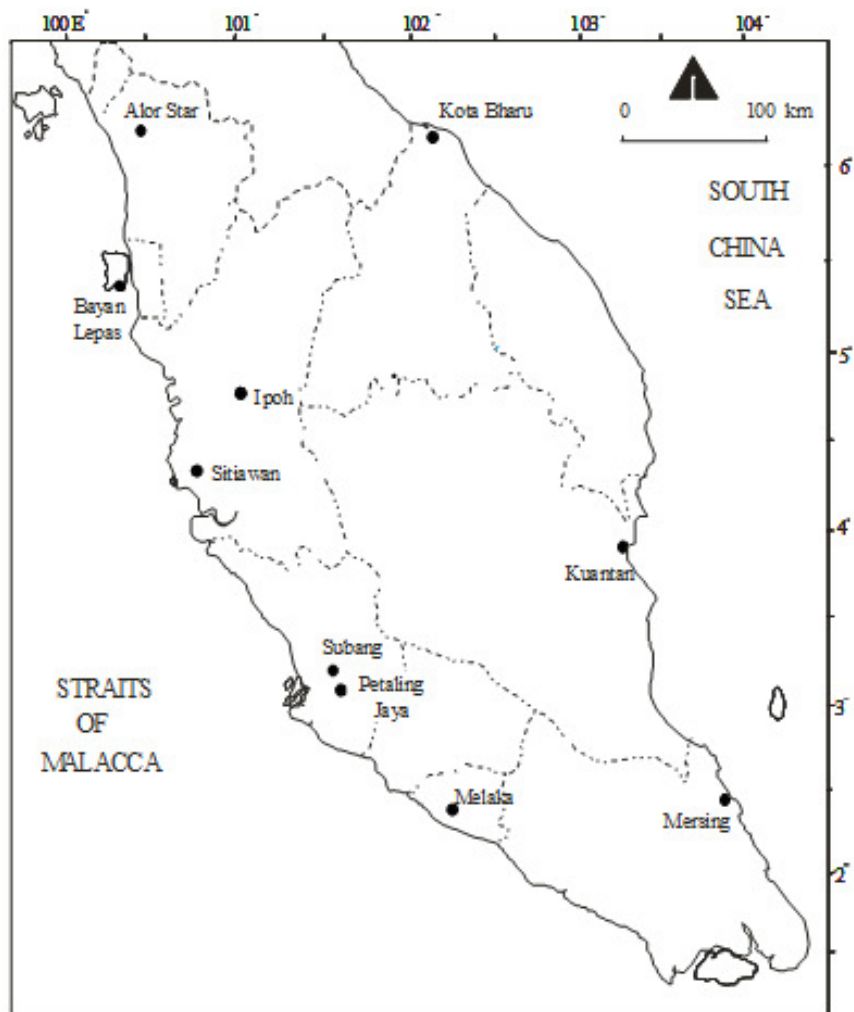 100E°
101°
102°
103°
104°
Alor Star
Kota Bharu
0 100 km
6°
SOUTH
CHINA
SEA
Bayan
Lepas
5°
Ipoh
Sitiawan
4°
Kuantan
Subang
Petaling
Jaya
STRAITS
OF
MALACCA
3°
Melaka
Mersing
2°